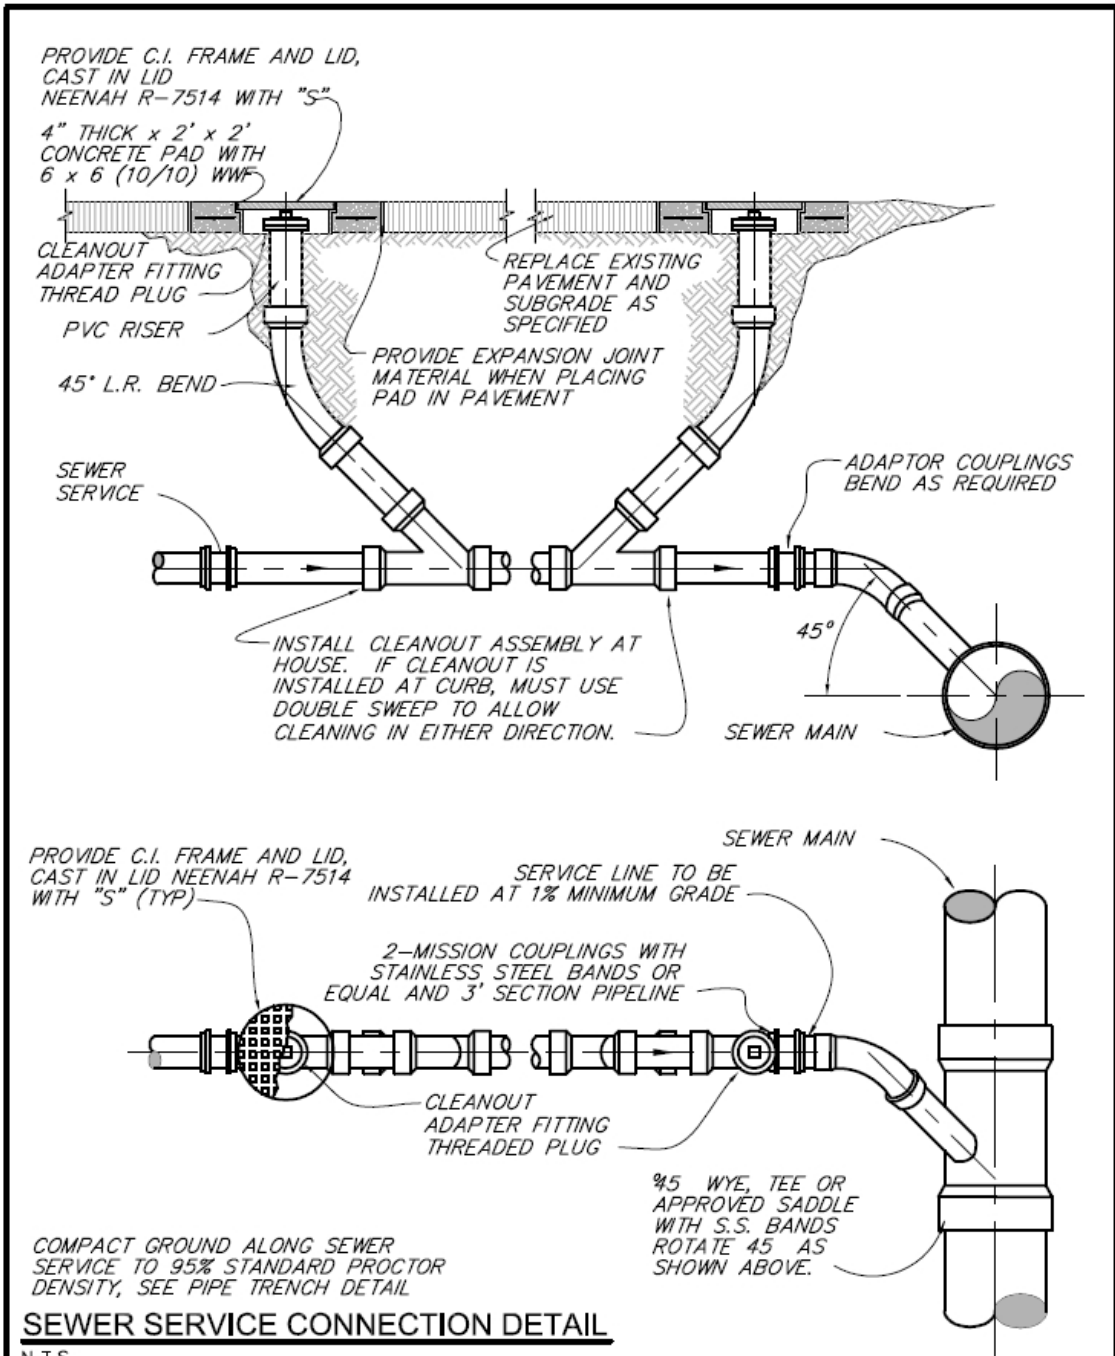 PROVIDE C.I. FRAME AND LID,
CAST IN LID
NEENAH R-7514 WITH "S"
4" THICK x 2' x 2'
CONCRETE PAD WITH
6 x 6 (10/10) WWF
CLEANOUT
ADAPTER FITTING
THREAD PLUG
PVC RISER
45° L.R. BEND
REPLACE EXISTING
PAVEMENT AND
SUBGRADE AS
SPECIFIED
PROVIDE EXPANSION JOINT
MATERIAL WHEN PLACING
PAD IN PAVEMENT
SEWER
SERVICE
ADAPTOR COUPLINGS
BEND AS REQUIRED
45°
INSTALL CLEANOUT ASSEMBLY AT
HOUSE. IF CLEANOUT IS
INSTALLED AT CURB, MUST USE
DOUBLE SWEEP TO ALLOW
CLEANING IN EITHER DIRECTION.
SEWER MAIN
PROVIDE C.I. FRAME AND LID,
CAST IN LID NEENAH R-7514
WITH "S" (TYP)
SEWER MAIN
SERVICE LINE TO BE
INSTALLED AT 1% MINIMUM GRADE
2-MISSION COUPLINGS WITH
STAINLESS STEEL BANDS OR
EQUAL AND 3' SECTION PIPELINE
CLEANOUT
ADAPTER FITTING
THREADED PLUG
°45 WYE, TEE OR
APPROVED SADDLE
WITH S.S. BANDS
ROTATE 45 AS
SHOWN ABOVE.
COMPACT GROUND ALONG SEWER
SERVICE TO 95% STANDARD PROCTOR
DENSITY, SEE PIPE TRENCH DETAIL
SEWER SERVICE CONNECTION DETAIL
N.T.S.